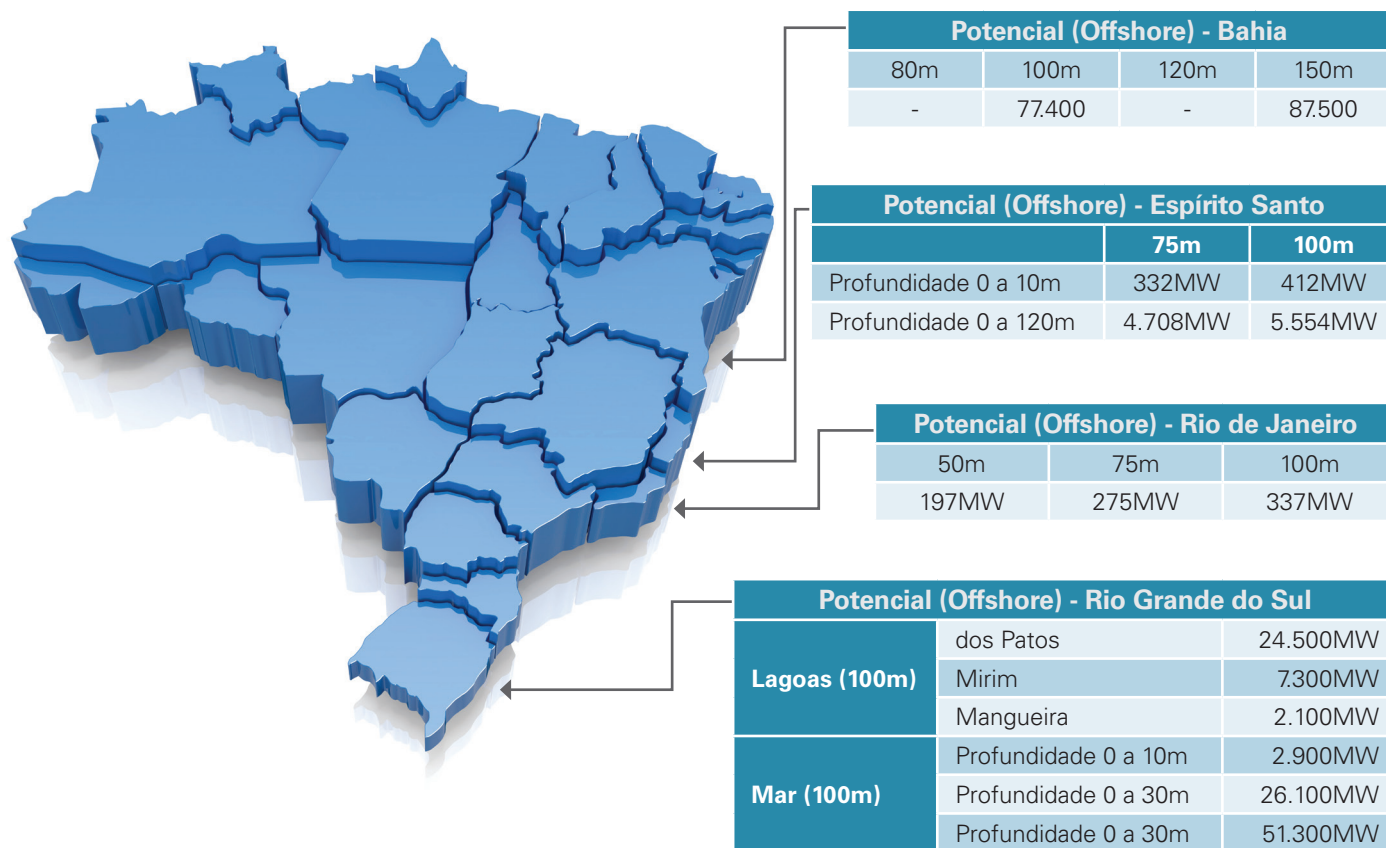 Potencial (Offshore) - Bahia
80m 100m 120m 150m
- 77.400 - 87.500
Potencial (Offshore) - Espírito Santo
75m 100m
Profundidade 0 a 10m 332MW 412MW
Profundidade 0 a 120m 4.708MW 5.554MW
Potencial (Offshore) - Rio de Janeiro
50m 75m 100m
197MW 275MW 337MW
Potencial (Offshore) - Rio Grande do Sul
Lagoas (100m)
dos Patos 24.500MW
Mirim 7.300MW
Mangueira 2.100MW
Mar (100m)
Profundidade 0 a 10m 2.900MW
Profundidade 0 a 30m 26.100MW
Profundidade 0 a 30m 51.300MW